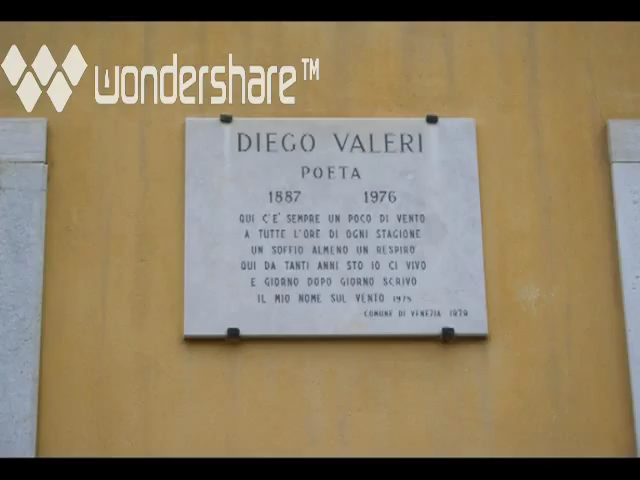 wondershare™
DIEGO VALERI
POETA
1887 1976
QUI C'E' SEMPRE UN POCO DI VENTO
A TUTTE L'ORE DI OGNI STAGIONE
UN SOFFIO ALMENO UN RESPIRO
QUI DA TANTI ANNI STO IO CI VIVO
E GIORNO DOPO GIORNO SCRIVO
IL MIO NOME SUL VENTO 1975
COMUNE DI VENEZIA 1979